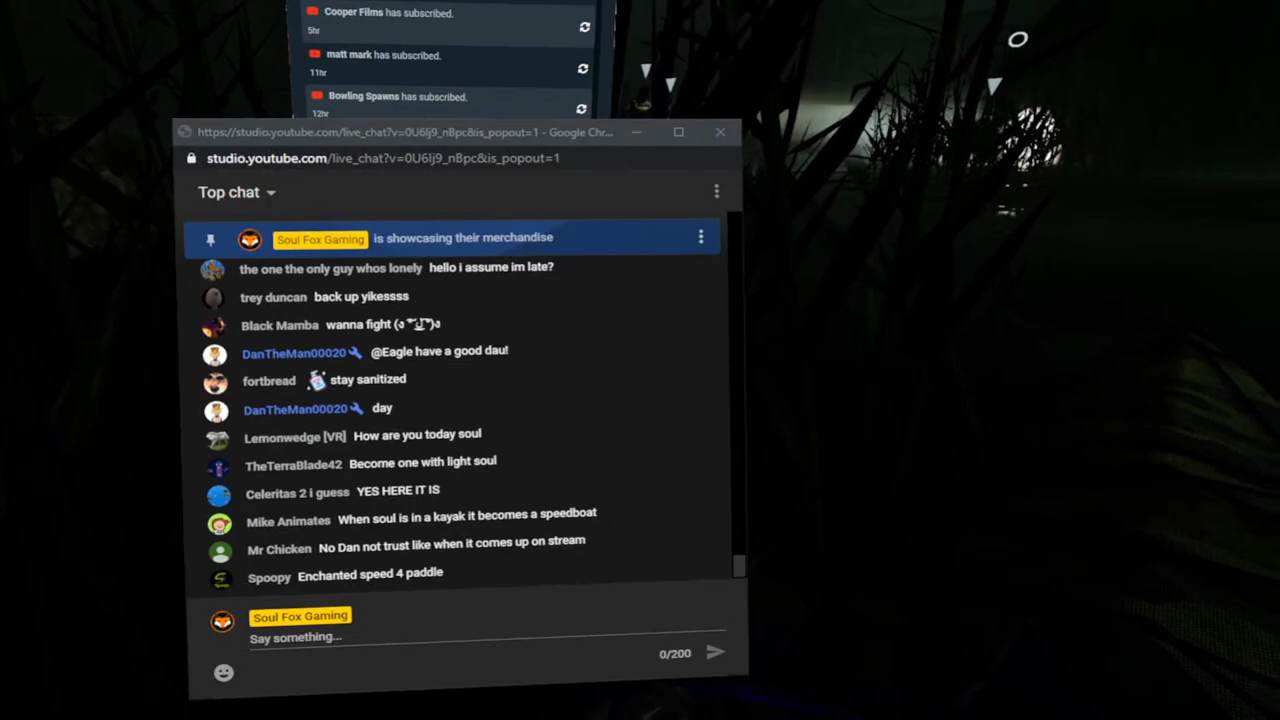 Cooper Films has subscribed.
5hr
matt mark has subscribed.
11hr
Bowling Spawns has subscribed.
12hr
https://studio.youtube.com/live_chat?v=0U6Ij9_nBpc&is_popout=1 - Google Chr...
studio.youtube.com/live_chat?v=0U6Ij9_nBpc&is_popout=1
Top chat
Soul Fox Gaming is showcasing their merchandise
the one the only guy whos lonely hello i assume im late?
trey duncan back up yikessss
Black Mamba wanna fight (ง ͠° ͟ل͜ ͡°)ง
DanTheMan00020 @Eagle have a good dau!
fortbread stay sanitized
DanTheMan00020 day
Lemonwedge [VR] How are you today soul
TheTerraBlade42 Become one with light soul
Celeritas 2 i guess YES HERE IT IS
Mike Animates When soul is in a kayak it becomes a speedboat
Mr Chicken No Dan not trust like when it comes up on stream
Spoopy Enchanted speed 4 paddle
Soul Fox Gaming
Say something...
0/200